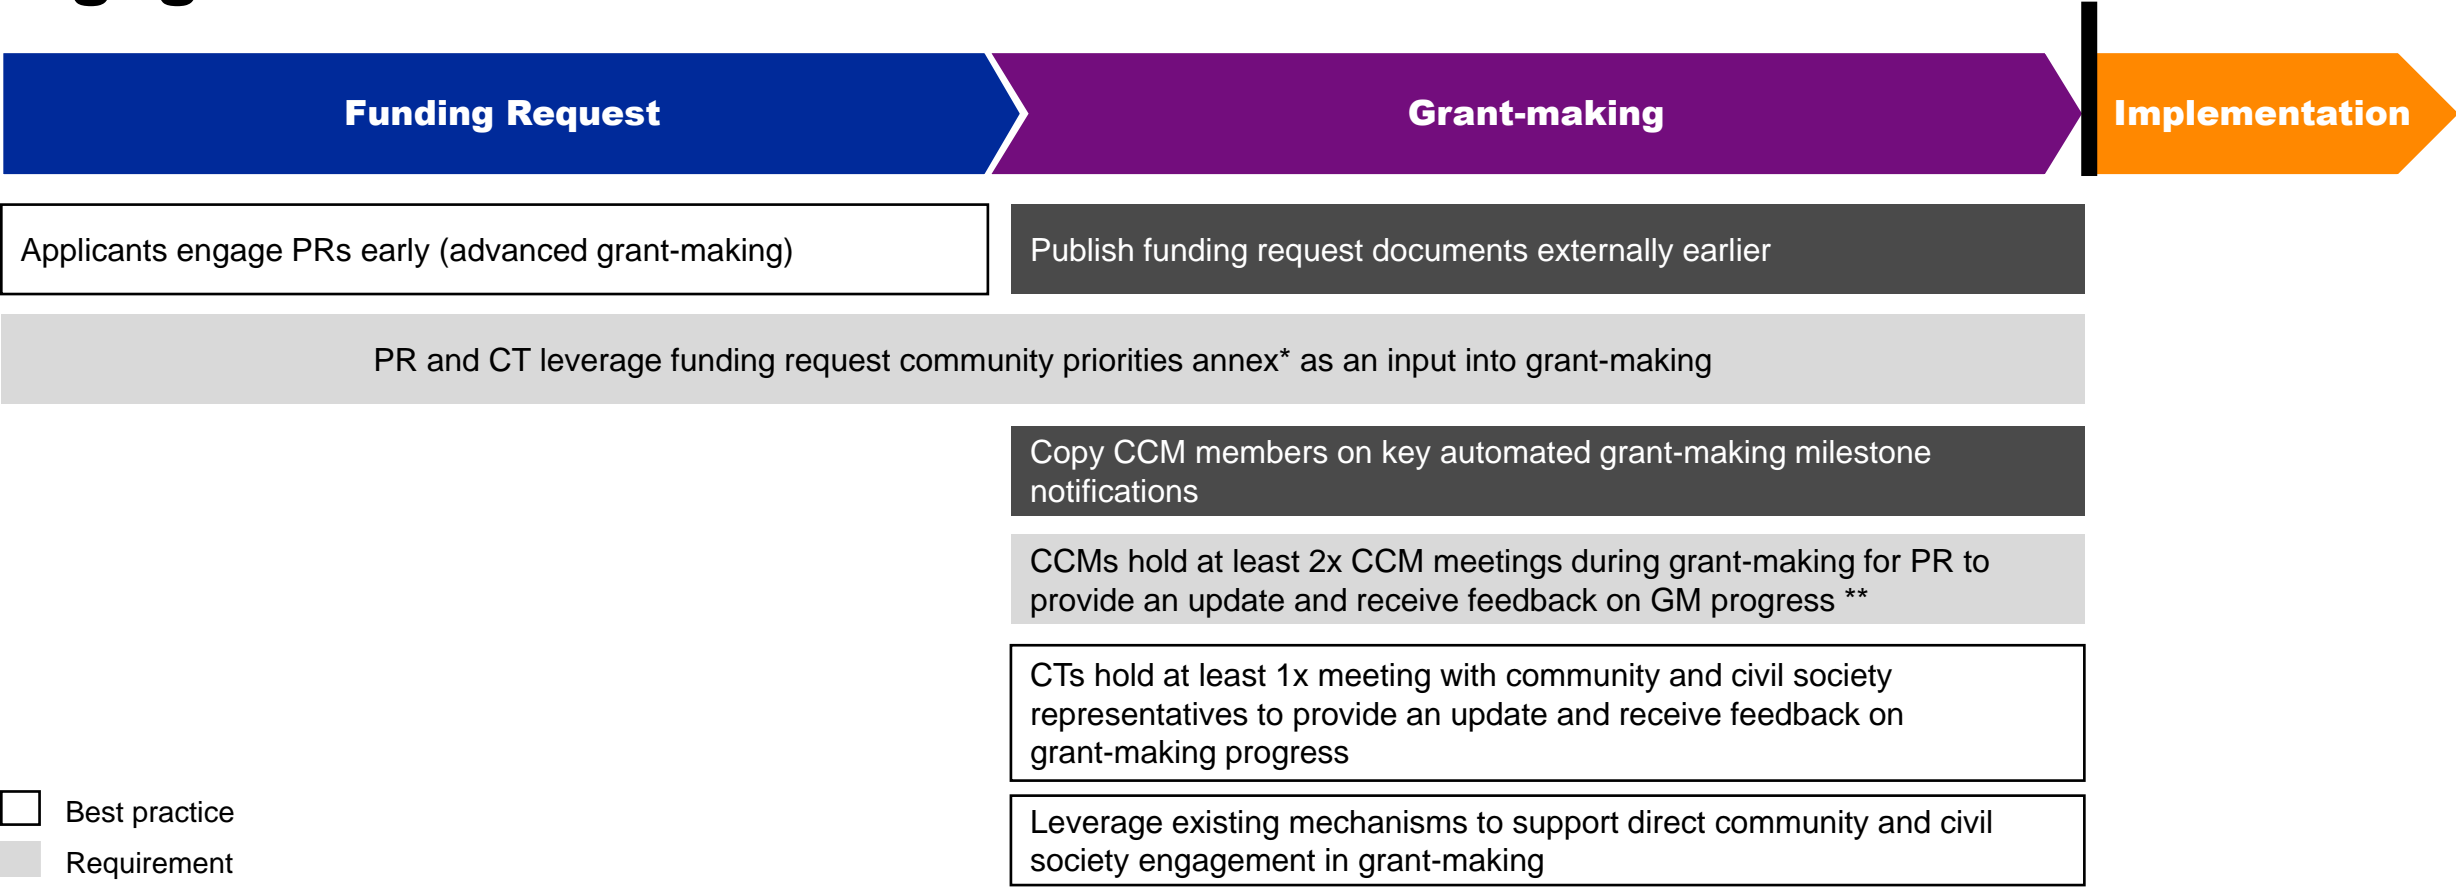 Funding Request
Grant-making
Implementation
Applicants engage PRs early (advanced grant-making)
Publish funding request documents externally earlier
PR and CT leverage funding request community priorities annex* as an input into grant-making
Copy CCM members on key automated grant-making milestone
notifications
CCMs hold at least 2x CCM meetings during grant-making for PR to
provide an update and receive feedback on GM progress **
CTs hold at least 1x meeting with community and civil society
representatives to provide an update and receive feedback on
grant-making progress
Leverage existing mechanisms to support direct community and civil
society engagement in grant-making
Best practice
Requirement